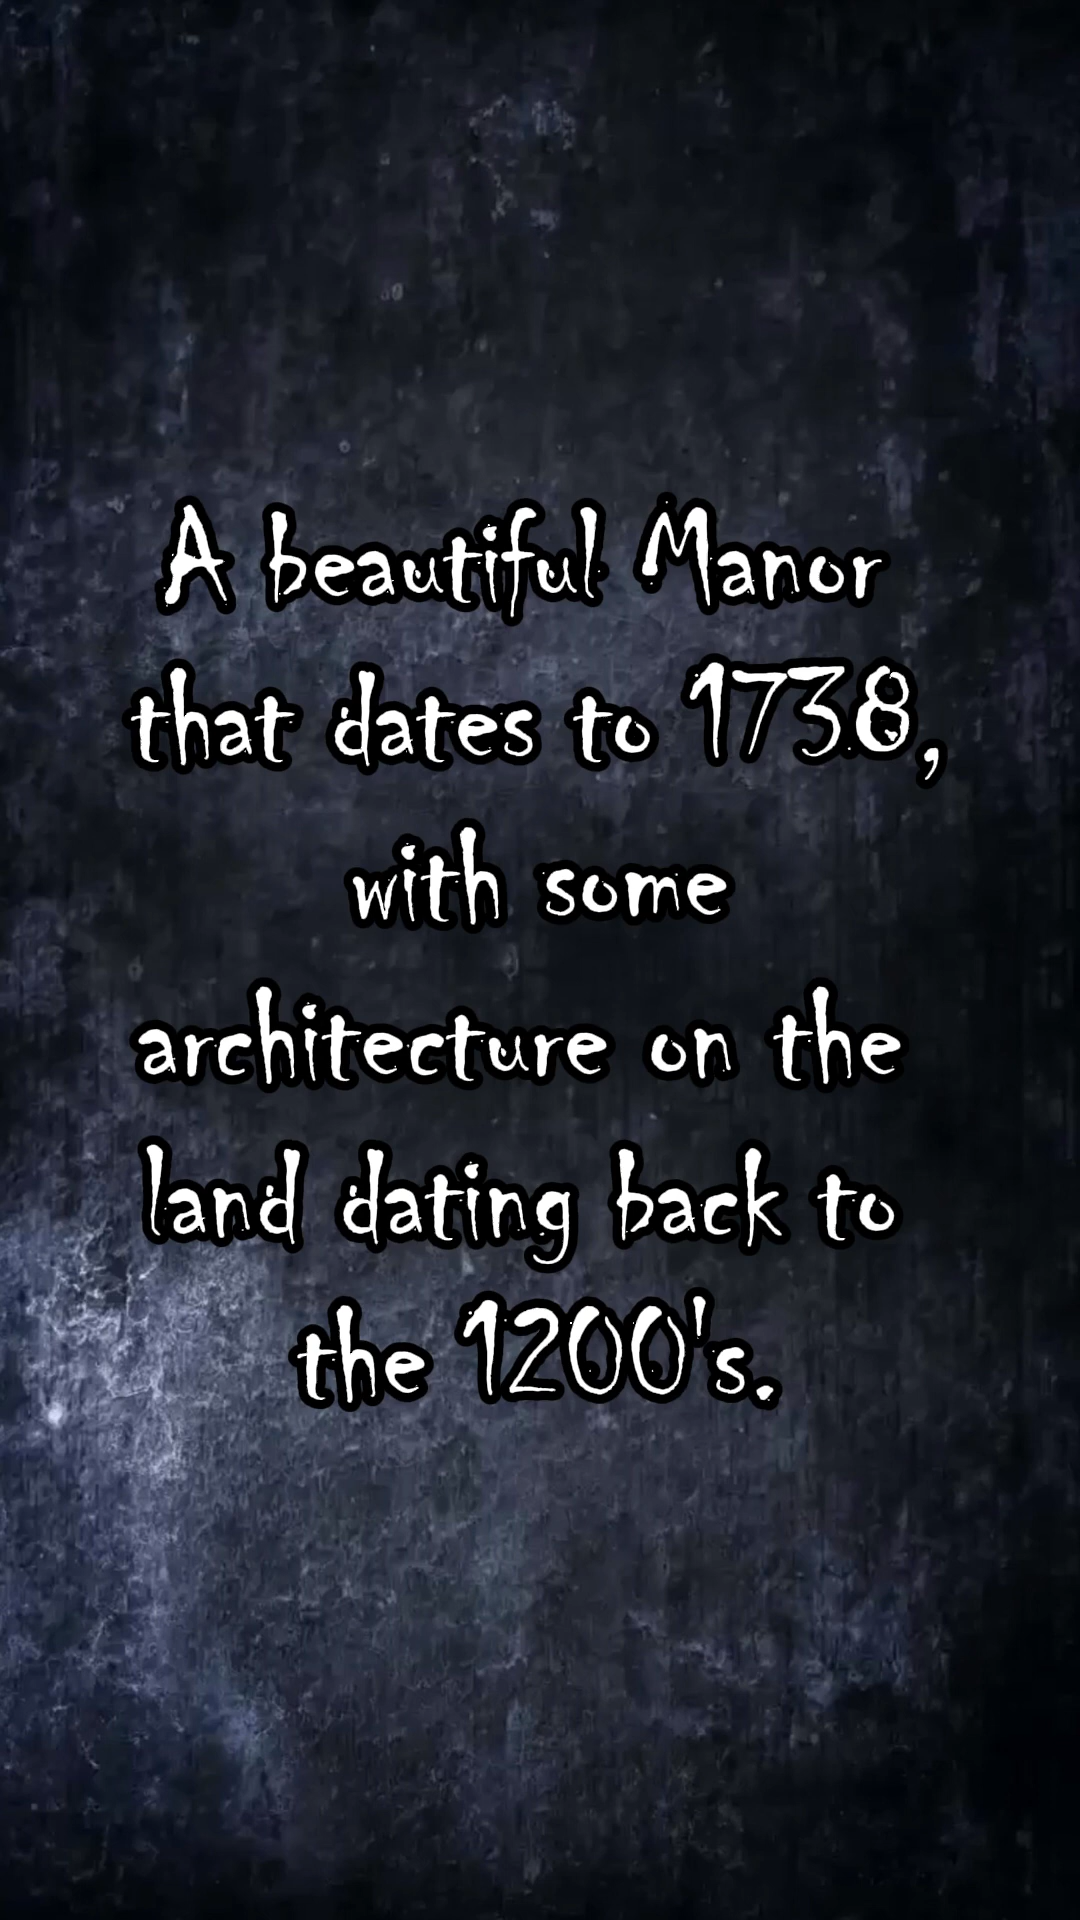 A beautiful Manor
that dates to 1738,
with some
architecture on the
land dating back to
the 1200's.